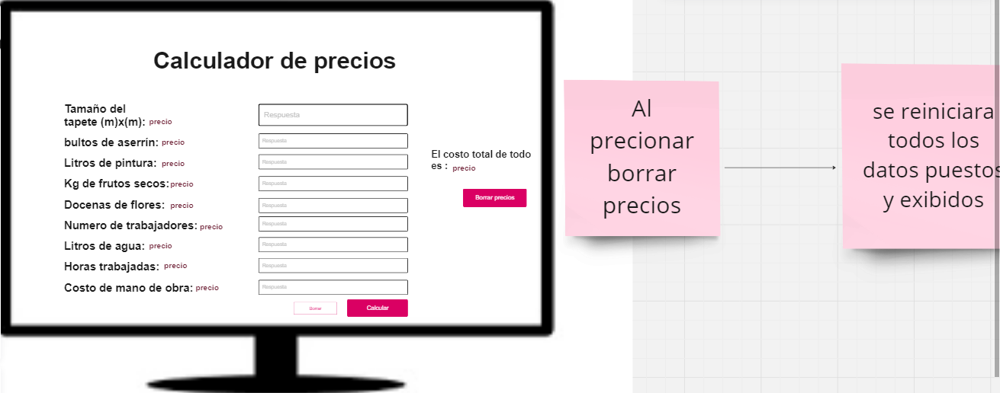 Calculador de precios
Tamaño del
tapete (m)x(m): precio
Respuesta
bultos de aserrín: precio
Respuesta
Litros de pintura: precio
Respuesta
Kg de frutos secos: precio
Respuesta
Docenas de flores: precio
Respuesta
Numero de trabajadores: precio
Respuesta
Litros de agua: precio
Respuesta
Horas trabajadas: precio
Respuesta
Costo de mano de obra: precio
Respuesta
Borrar
Calcular
El costo total de todo
es : precio
Borrar precios
Al
precionar
borrar
precios
se reiniciara
todos los
datos puestos
y exibidos